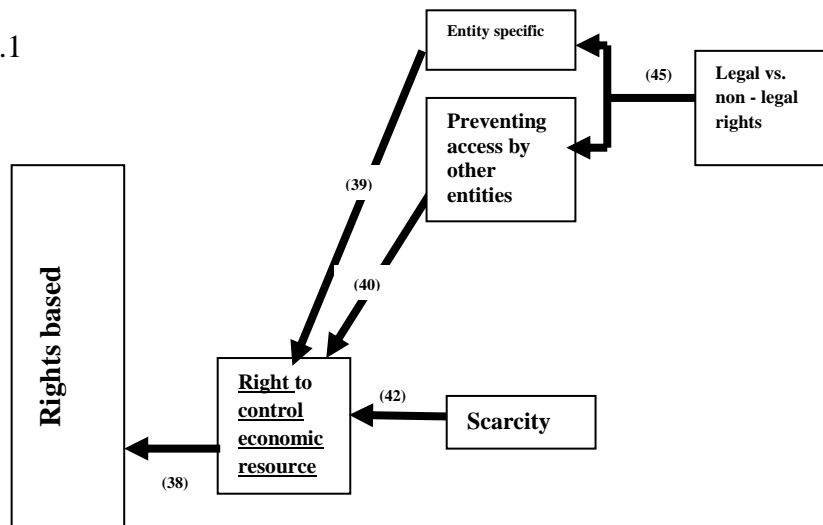 .1
Entity specific
(45)
Legal vs.
non - legal
rights
Preventing
access by
other
entities
(39)
(40)
Rights based
Right to
control
economic
resource
(42)
Scarcity
(38)